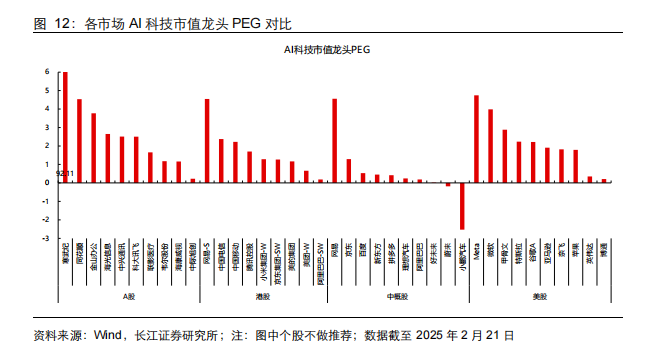 图 12：各市场 AI 科技市值龙头 PEG 对比
AI科技市值龙头PEG
6
5
4
3
2
1
0
-1
-2
-3
92.11
寒武纪
同花顺
金山办公
海光信息
中兴通讯
科大讯飞
联影医疗
韦尔股份
海康威视
中际旭创
网易-S
中国电信
中国移动
腾讯控股
小米集团-W
京东集团-SW
联想集团
美团-W
阿里巴巴-SW
网易
京东
百度
新东方
拼多多
理想汽车
阿里巴巴
好未来
蔚来
小鹏汽车
Meta
微软
甲骨文
特斯拉
谷歌A
亚马逊
奈飞
苹果
英伟达
博通
A股
港股
中概股
美股
资料来源：Wind，长江证券研究所；注：图中个股不做推荐；数据截至 2025 年 2 月 21 日